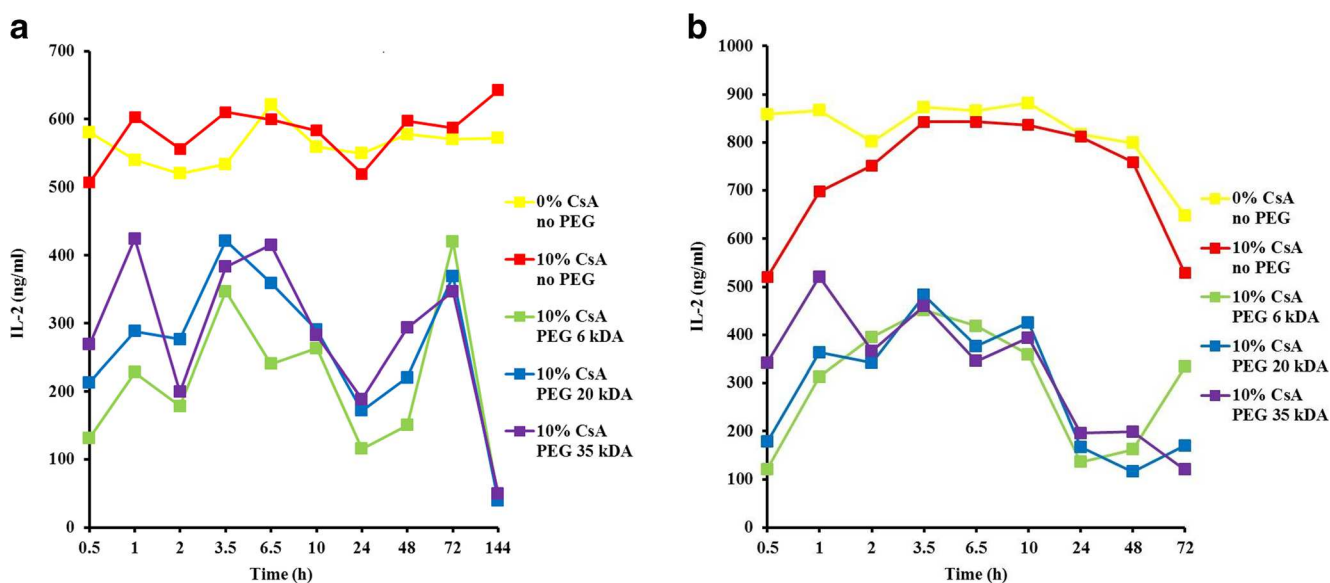 a
700
600
500
400
300
200
100
0
IL-2 (ng/ml)
0.5 1 2 3.5 6.5 10 24 48 72 144
Time (h)
0% CsA
no PEG
10% CsA
no PEG
10% CsA
PEG 6 kDA
10% CsA
PEG 20 kDA
10% CsA
PEG 35 kDA
b
1000
900
800
700
600
500
400
300
200
100
0
IL-2 (ng/ml)
0.5 1 2 3.5 6.5 10 24 48 72
Time (h)
0% CsA
no PEG
10% CsA
no PEG
10% CsA
PEG 6 kDA
10% CsA
PEG 20 kDA
10% CsA
PEG 35 kDA